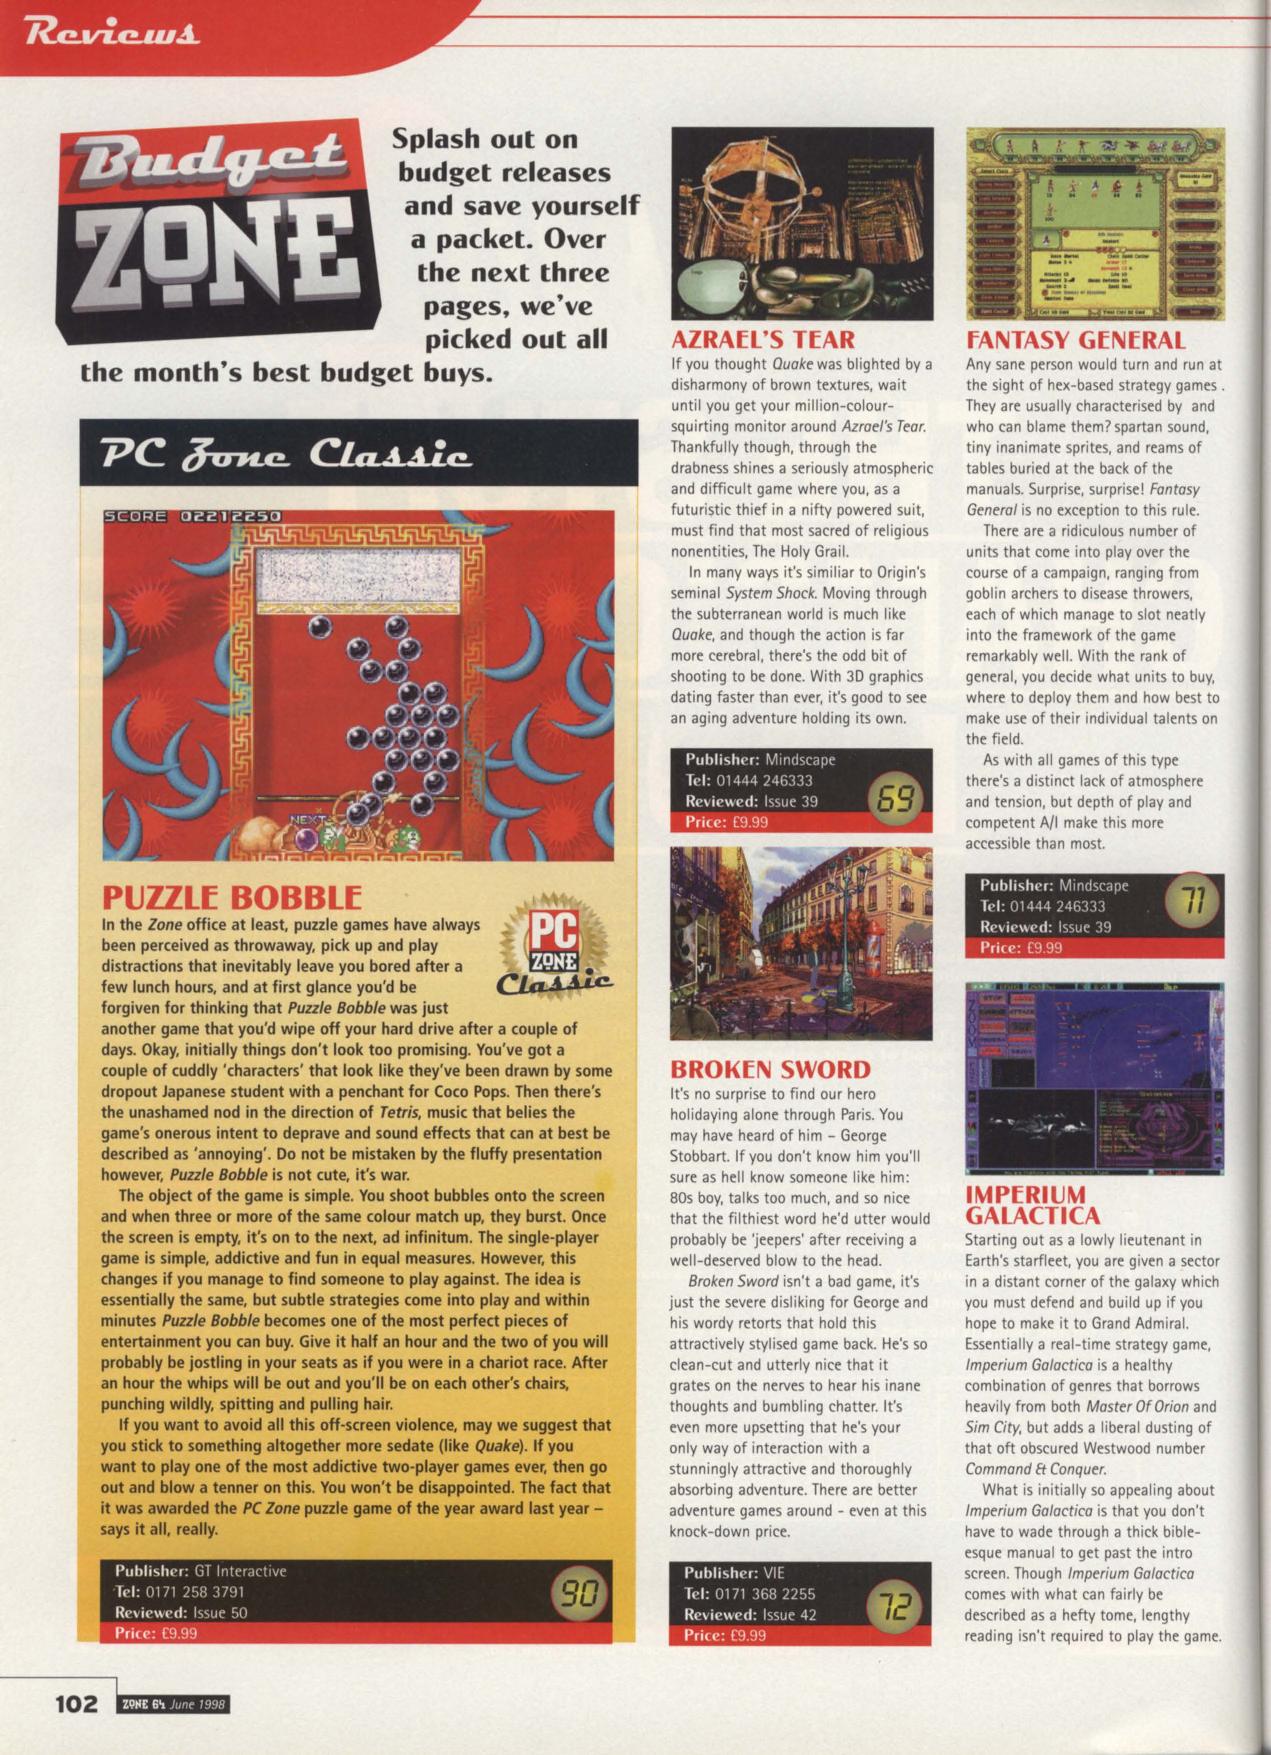 Reviews
Budget
ZONE
Splash out on
budget releases
and save yourself
a packet. Over
the next three
pages, we've
picked out all
the month's best budget buys.
PC Zone Classic
SCORE 02212250
NEXT
PUZZLE BOBBLE
In the Zone office at least, puzzle games have always
been perceived as throwaway, pick up and play
distractions that inevitably leave you bored after a
few lunch hours, and at first glance you'd be
forgiven for thinking that Puzzle Bobble was just
another game that you'd wipe off your hard drive after a couple of
days. Okay, initially things don't look too promising. You've got a
couple of cuddly 'characters' that look like they've been drawn by some
dropout Japanese student with a penchant for Coco Pops. Then there's
the unashamed nod in the direction of Tetris, music that belies the
game's onerous intent to deprave and sound effects that can at best be
described as 'annoying'. Do not be mistaken by the fluffy presentation
however, Puzzle Bobble is not cute, it's war.
The object of the game is simple. You shoot bubbles onto the screen
and when three or more of the same colour match up, they burst. Once
the screen is empty, it's on to the next, ad infinitum. The single-player
game is simple, addictive and fun in equal measures. However, this
changes if you manage to find someone to play against. The idea is
essentially the same, but subtle strategies come into play and within
minutes Puzzle Bobble becomes one of the most perfect pieces of
entertainment you can buy. Give it half an hour and the two of you will
probably be jostling in your seats as if you were in a chariot race. After
an hour the whips will be out and you'll be on each other's chairs,
punching wildly, spitting and pulling hair.
If you want to avoid all this off-screen violence, may we suggest that
you stick to something altogether more sedate (like Quake). If you
want to play one of the most addictive two-player games ever, then go
out and blow a tenner on this. You won't be disappointed. The fact that
it was awarded the PC Zone puzzle game of the year award last year –
says it all, really.
PC
ZONE
Classic
Publisher: GT Interactive
Tel: 0171 258 3791
Reviewed: Issue 50
Price: £9.99
90
AZRAEL'S TEAR
If you thought Quake was blighted by a
disharmony of brown textures, wait
until you get your million-colour-
squirting monitor around Azrael's Tear.
Thankfully though, through the
drabness shines a seriously atmospheric
and difficult game where you, as a
futuristic thief in a nifty powered suit,
must find that most sacred of religious
nonentities, The Holy Grail.
In many ways it's similiar to Origin's
seminal System Shock. Moving through
the subterranean world is much like
Quake, and though the action is far
more cerebral, there's the odd bit of
shooting to be done. With 3D graphics
dating faster than ever, it's good to see
an aging adventure holding its own.
Publisher: Mindscape
Tel: 01444 246333
Reviewed: Issue 39
Price: £9.99
69
BROKEN SWORD
It's no surprise to find our hero
holidaying alone through Paris. You
may have heard of him – George
Stobbart. If you don't know him you'll
sure as hell know someone like him:
80s boy, talks too much, and so nice
that the filthiest word he'd utter would
probably be 'jeepers' after receiving a
well-deserved blow to the head.
Broken Sword isn't a bad game, it's
just the severe disliking for George and
his wordy retorts that hold this
attractively stylised game back. He's so
clean-cut and utterly nice that it
grates on the nerves to hear his inane
thoughts and bumbling chatter. It's
even more upsetting that he's your
only way of interaction with a
stunningly attractive and thoroughly
absorbing adventure. There are better
adventure games around - even at this
knock-down price.
Publisher: VIE
Tel: 0171 368 2255
Reviewed: Issue 42
Price: £9.99
72
FANTASY GENERAL
Any sane person would turn and run at
the sight of hex-based strategy games .
They are usually characterised by and
who can blame them? spartan sound,
tiny inanimate sprites, and reams of
tables buried at the back of the
manuals. Surprise, surprise! Fantasy
General is no exception to this rule.
There are a ridiculous number of
units that come into play over the
course of a campaign, ranging from
goblin archers to disease throwers,
each of which manage to slot neatly
into the framework of the game
remarkably well. With the rank of
general, you decide what units to buy,
where to deploy them and how best to
make use of their individual talents on
the field.
As with all games of this type
there's a distinct lack of atmosphere
and tension, but depth of play and
competent A/I make this more
accessible than most.
Publisher: Mindscape
Tel: 01444 246333
Reviewed: Issue 39
Price: £9.99
71
IMPERIUM
GALACTICA
Starting out as a lowly lieutenant in
Earth's starfleet, you are given a sector
in a distant corner of the galaxy which
you must defend and build up if you
hope to make it to Grand Admiral.
Essentially a real-time strategy game,
Imperium Galactica is a healthy
combination of genres that borrows
heavily from both Master Of Orion and
Sim City, but adds a liberal dusting of
that oft obscured Westwood number
Command & Conquer.
What is initially so appealing about
Imperium Galactica is that you don't
have to wade through a thick bible-
esque manual to get past the intro
screen. Though Imperium Galactica
comes with what can fairly be
described as a hefty tome, lengthy
reading isn't required to play the game.
102
ZONE 64 June 1998